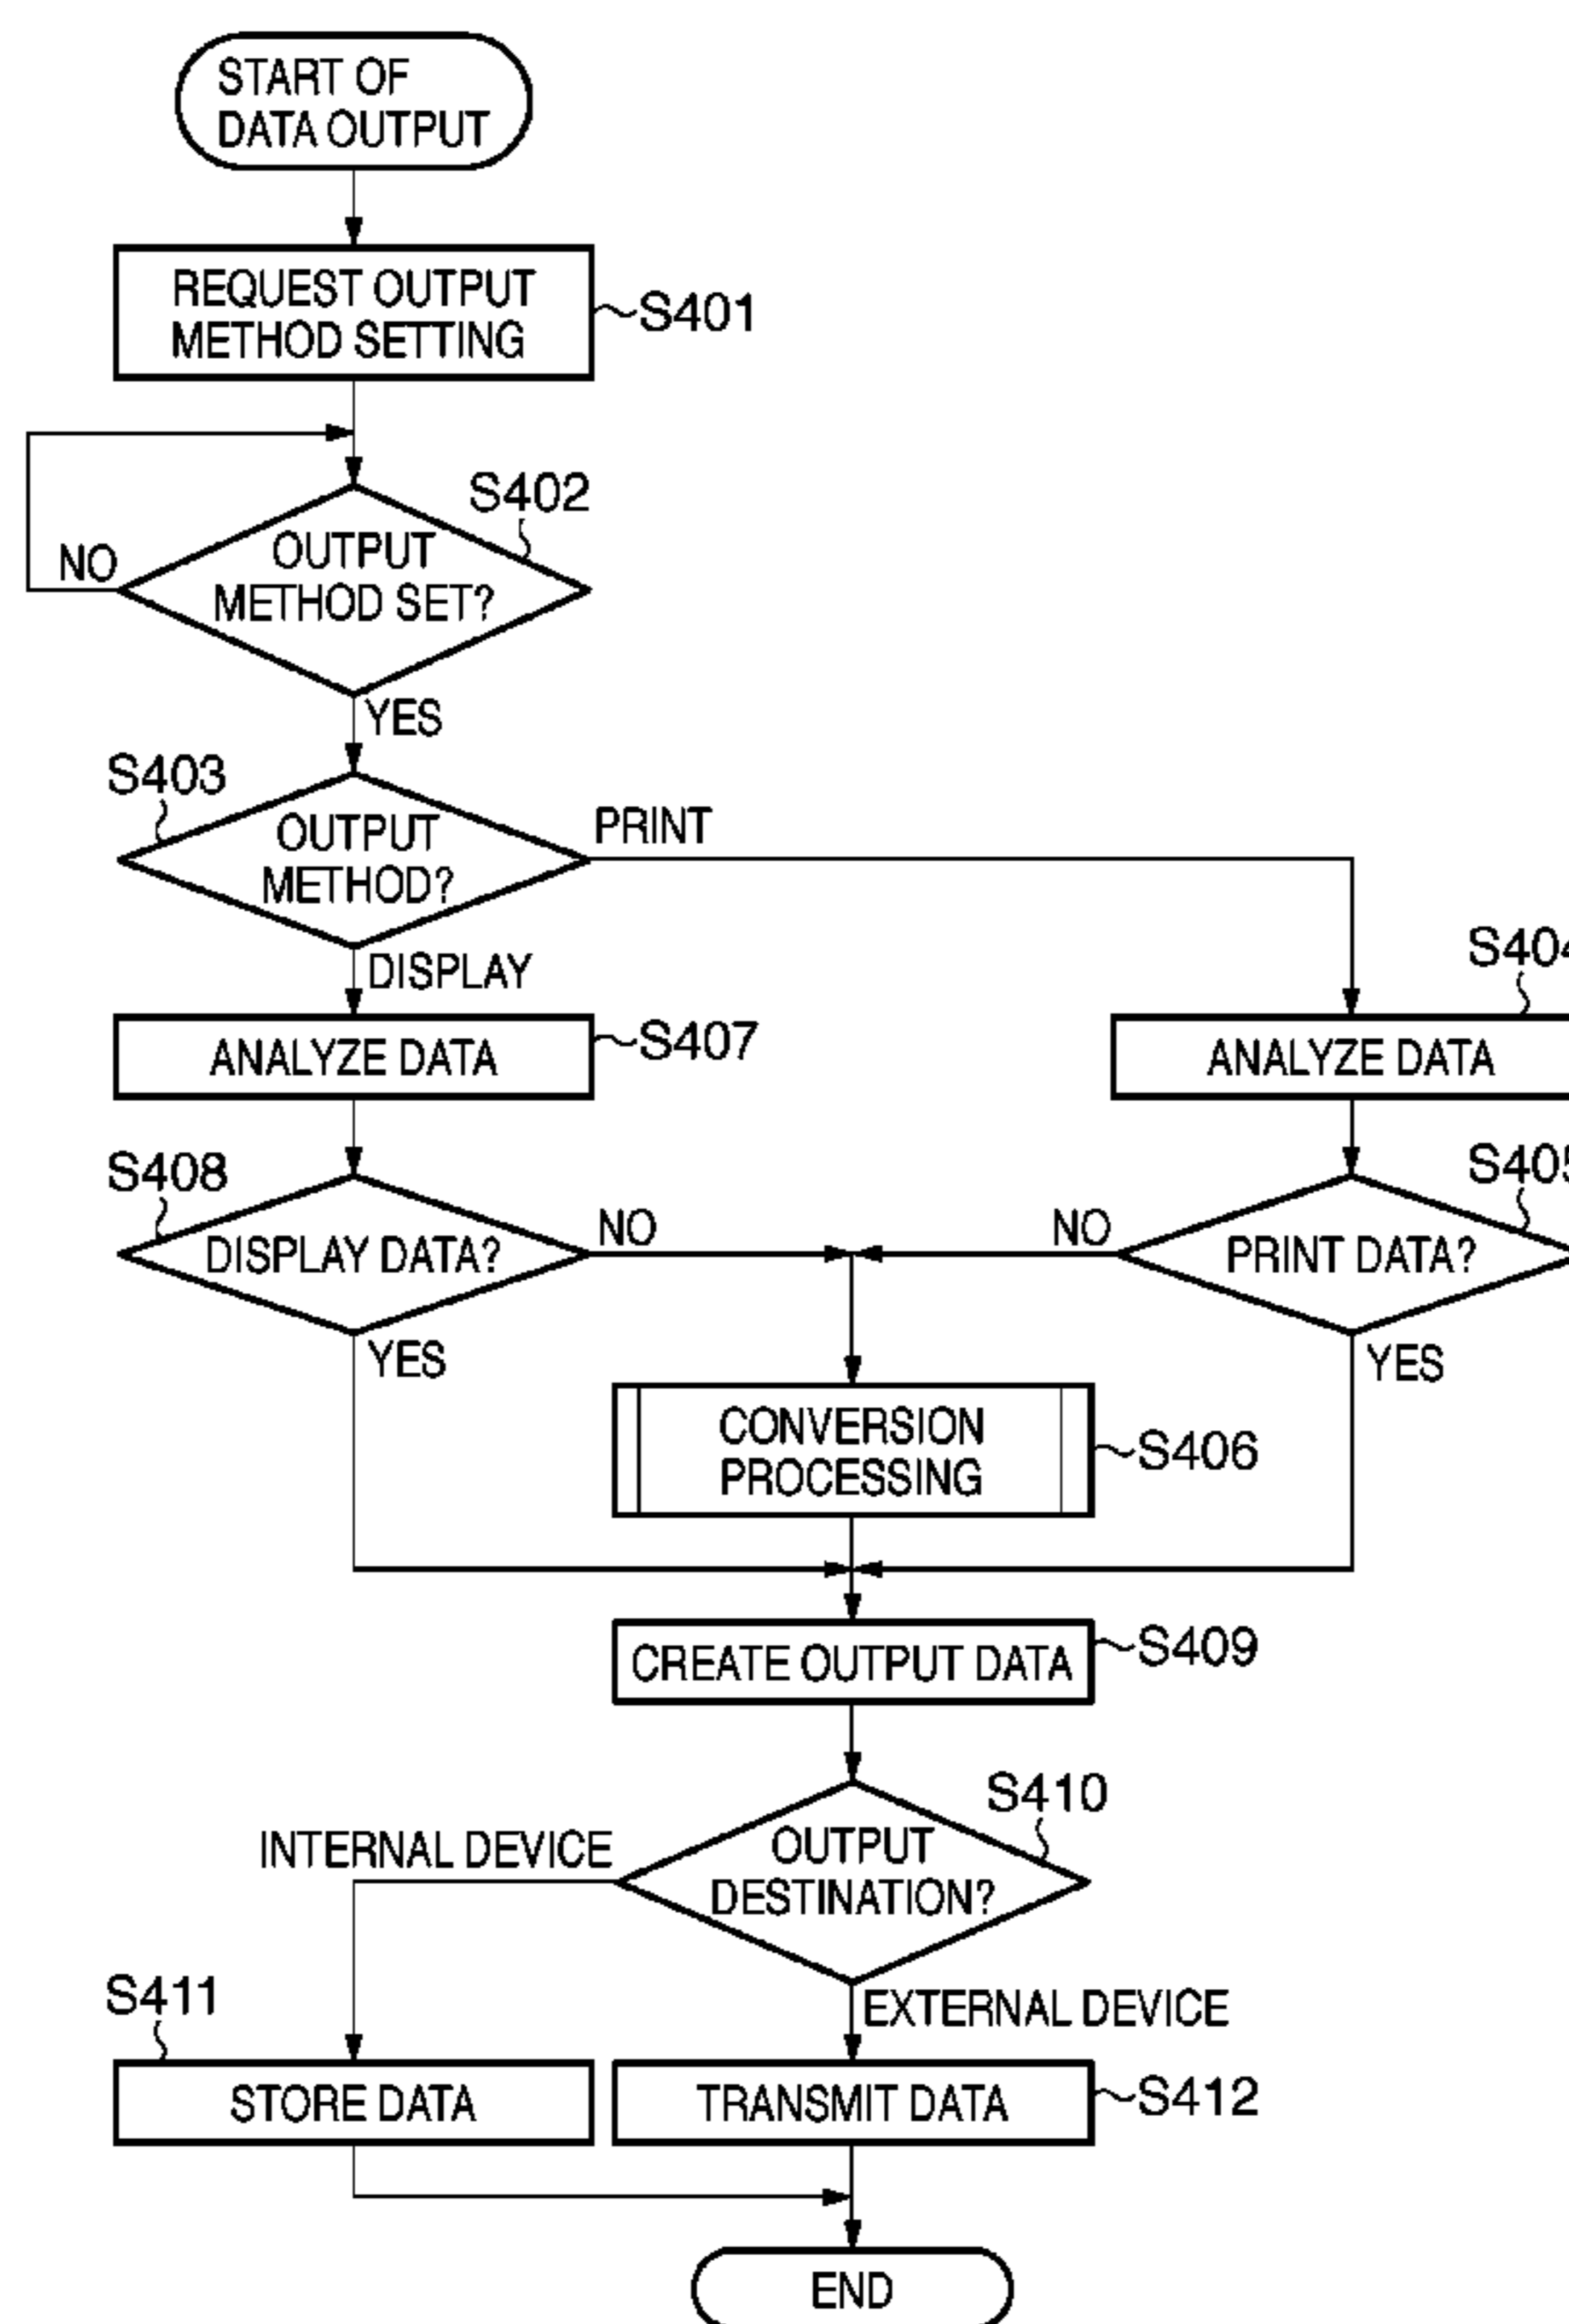 START OF
DATA OUTPUT
REQUEST OUTPUT
METHOD SETTING
S401
S402
NO
OUTPUT
METHOD SET?
YES
S403
PRINT
OUTPUT
METHOD?
DISPLAY
S404
ANALYZE DATA
S407
ANALYZE DATA
S408
S405
DISPLAY DATA?
NO
NO
PRINT DATA?
YES
YES
CONVERSION
PROCESSING
S406
CREATE OUTPUT DATA
S409
S410
INTERNAL DEVICE
OUTPUT
DESTINATION?
S411
EXTERNAL DEVICE
STORE DATA
TRANSMIT DATA
S412
END